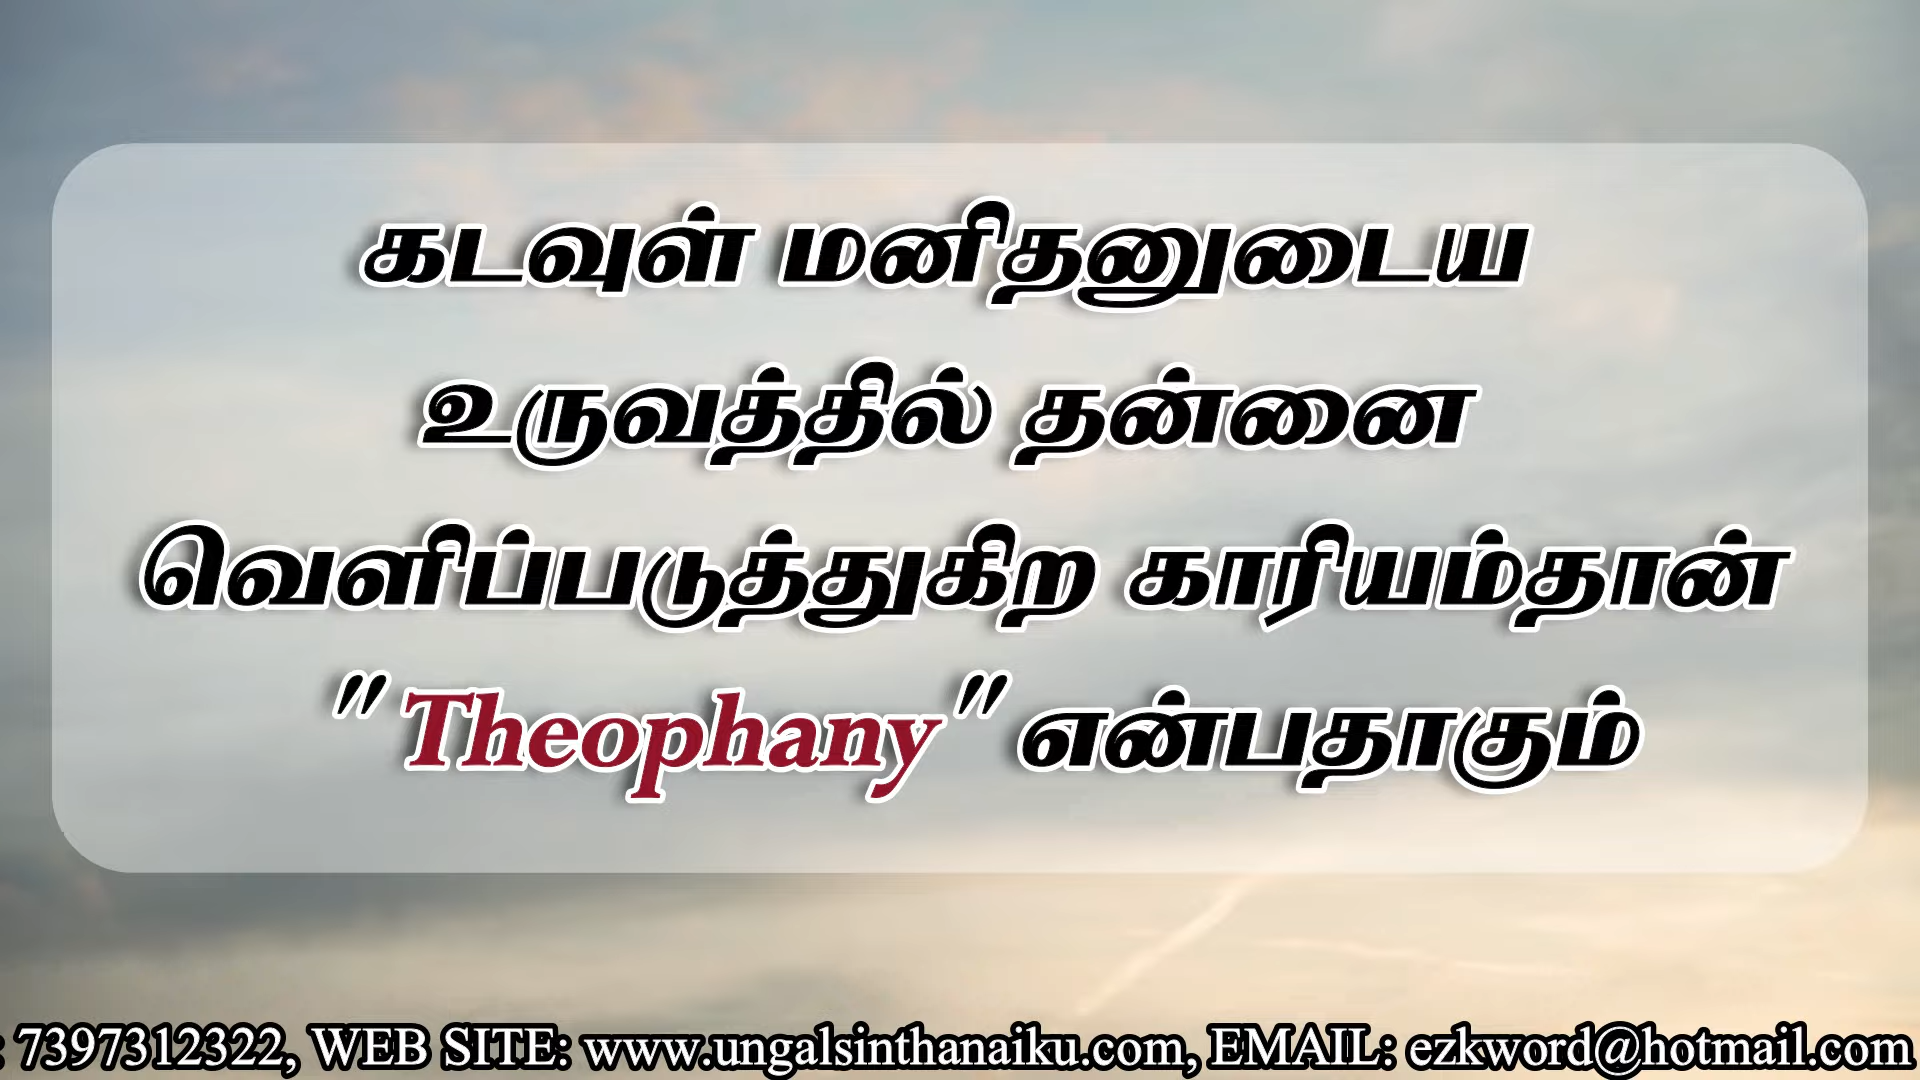 கடவுள் மனிதனுடைய
உருவத்தில் தன்னை
வெளிப்படுத்துகிற காரியம்தான்
" Theophany" என்பதாகும்
: 7397312322, WEB SITE: www.ungalsinthanaiku.com, EMAIL: ezkword@hotmail.com